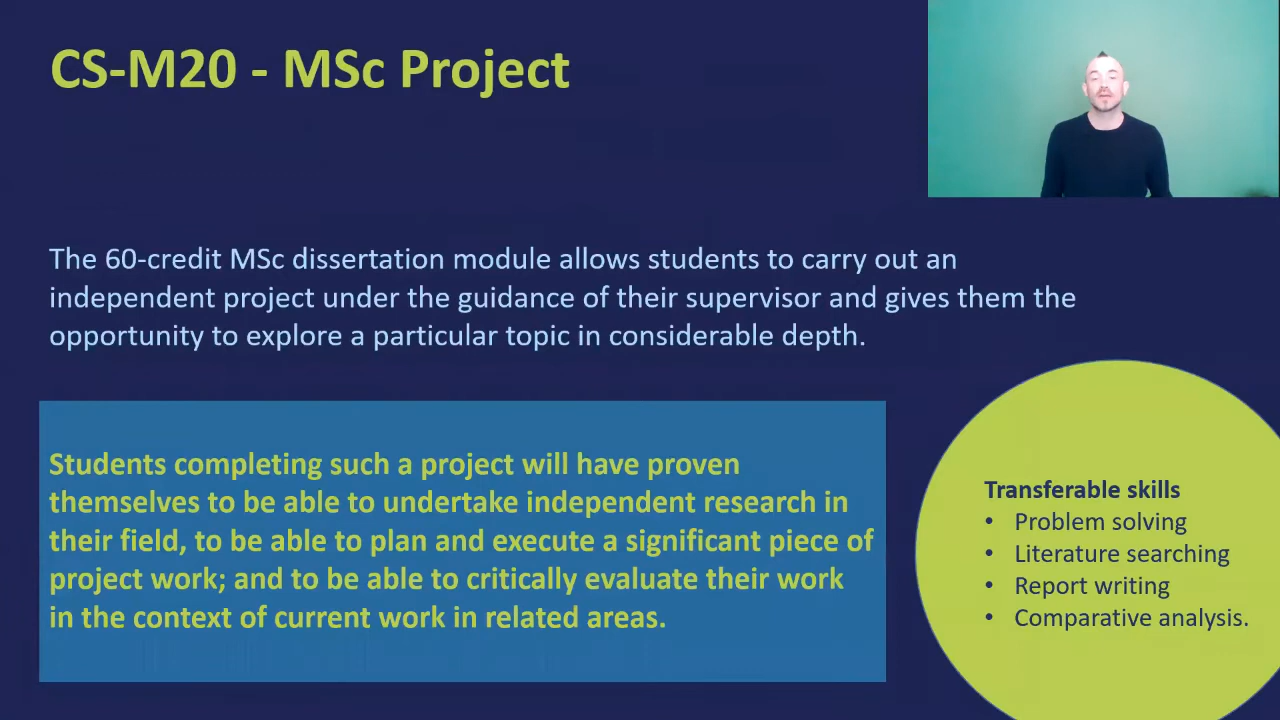 CS-M20 - MSc Project
The 60-credit MSc dissertation module allows students to carry out an
independent project under the guidance of their supervisor and gives them the
opportunity to explore a particular topic in considerable depth.
Students completing such a project will have proven
themselves to be able to undertake independent research in
their field, to be able to plan and execute a significant piece of
project work; and to be able to critically evaluate their work
in the context of current work in related areas.
Transferable skills
• Problem solving
• Literature searching
• Report writing
• Comparative analysis.